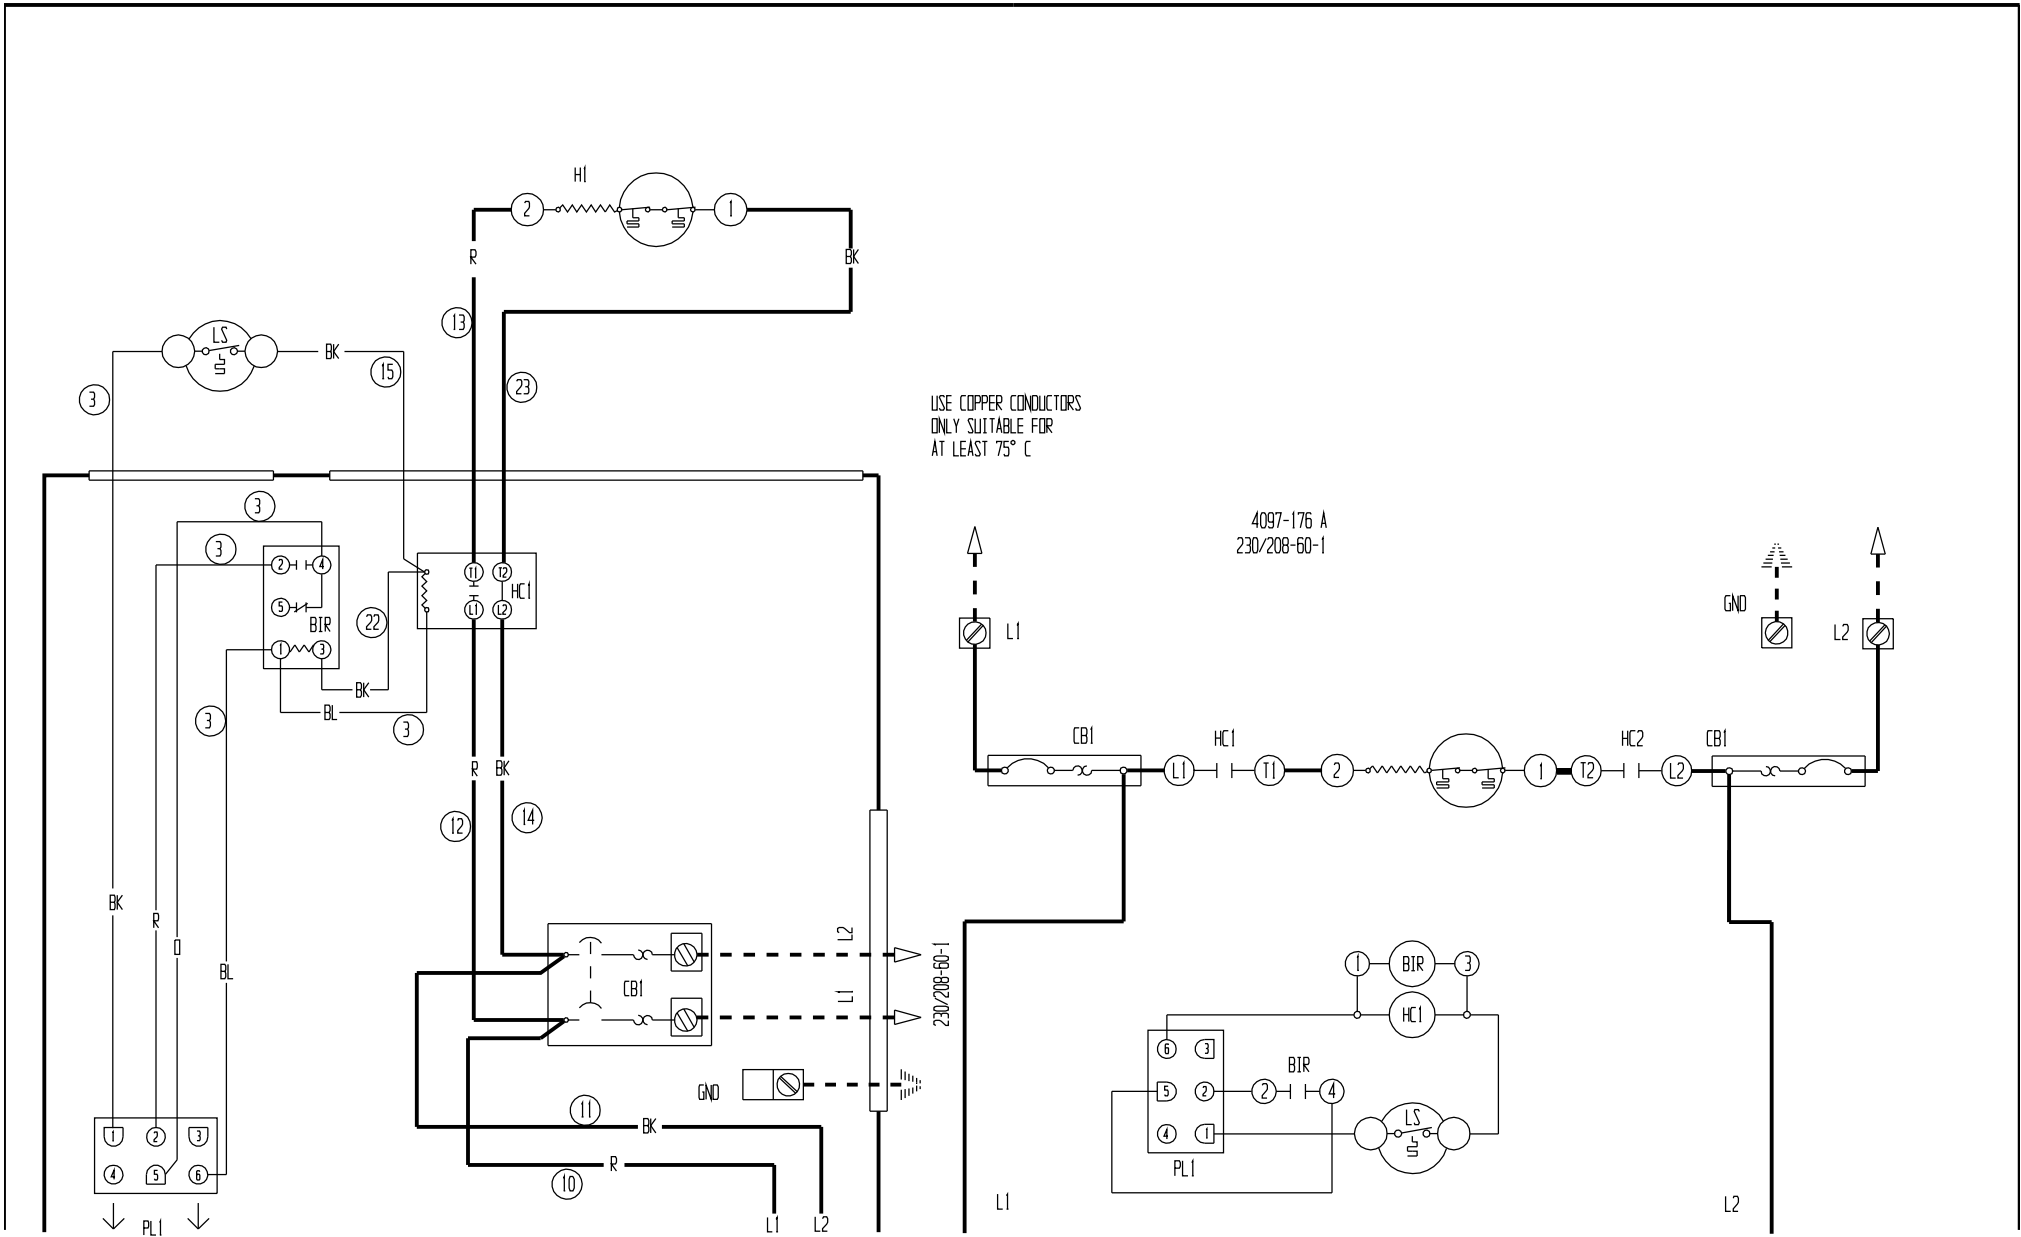 H1
2
1
R
BK
13
LS
BK
15
23
3
USE COPPER CONDUCTORS
ONLY SUITABLE FOR
AT LEAST 75° C
3
4097-176 A
230/208-60-1
3
2
4
T1
T2
HC1
5
L1
L2
BIR
22
1
3
GND
L1
L2
BK
BL
3
3
CB1
HC1
HC2
CB1
L1
T1
2
1
T2
L2
R
BK
12
14
BK
R
O
BL
L2
CB1
L1
230/208-60-1
1
BIR
3
HC1
6
3
BIR
5
2
2
4
LS
4
1
PL1
GND
11
BK
R
10
1
2
3
4
5
6
PL1
L1
L2
L1
L2